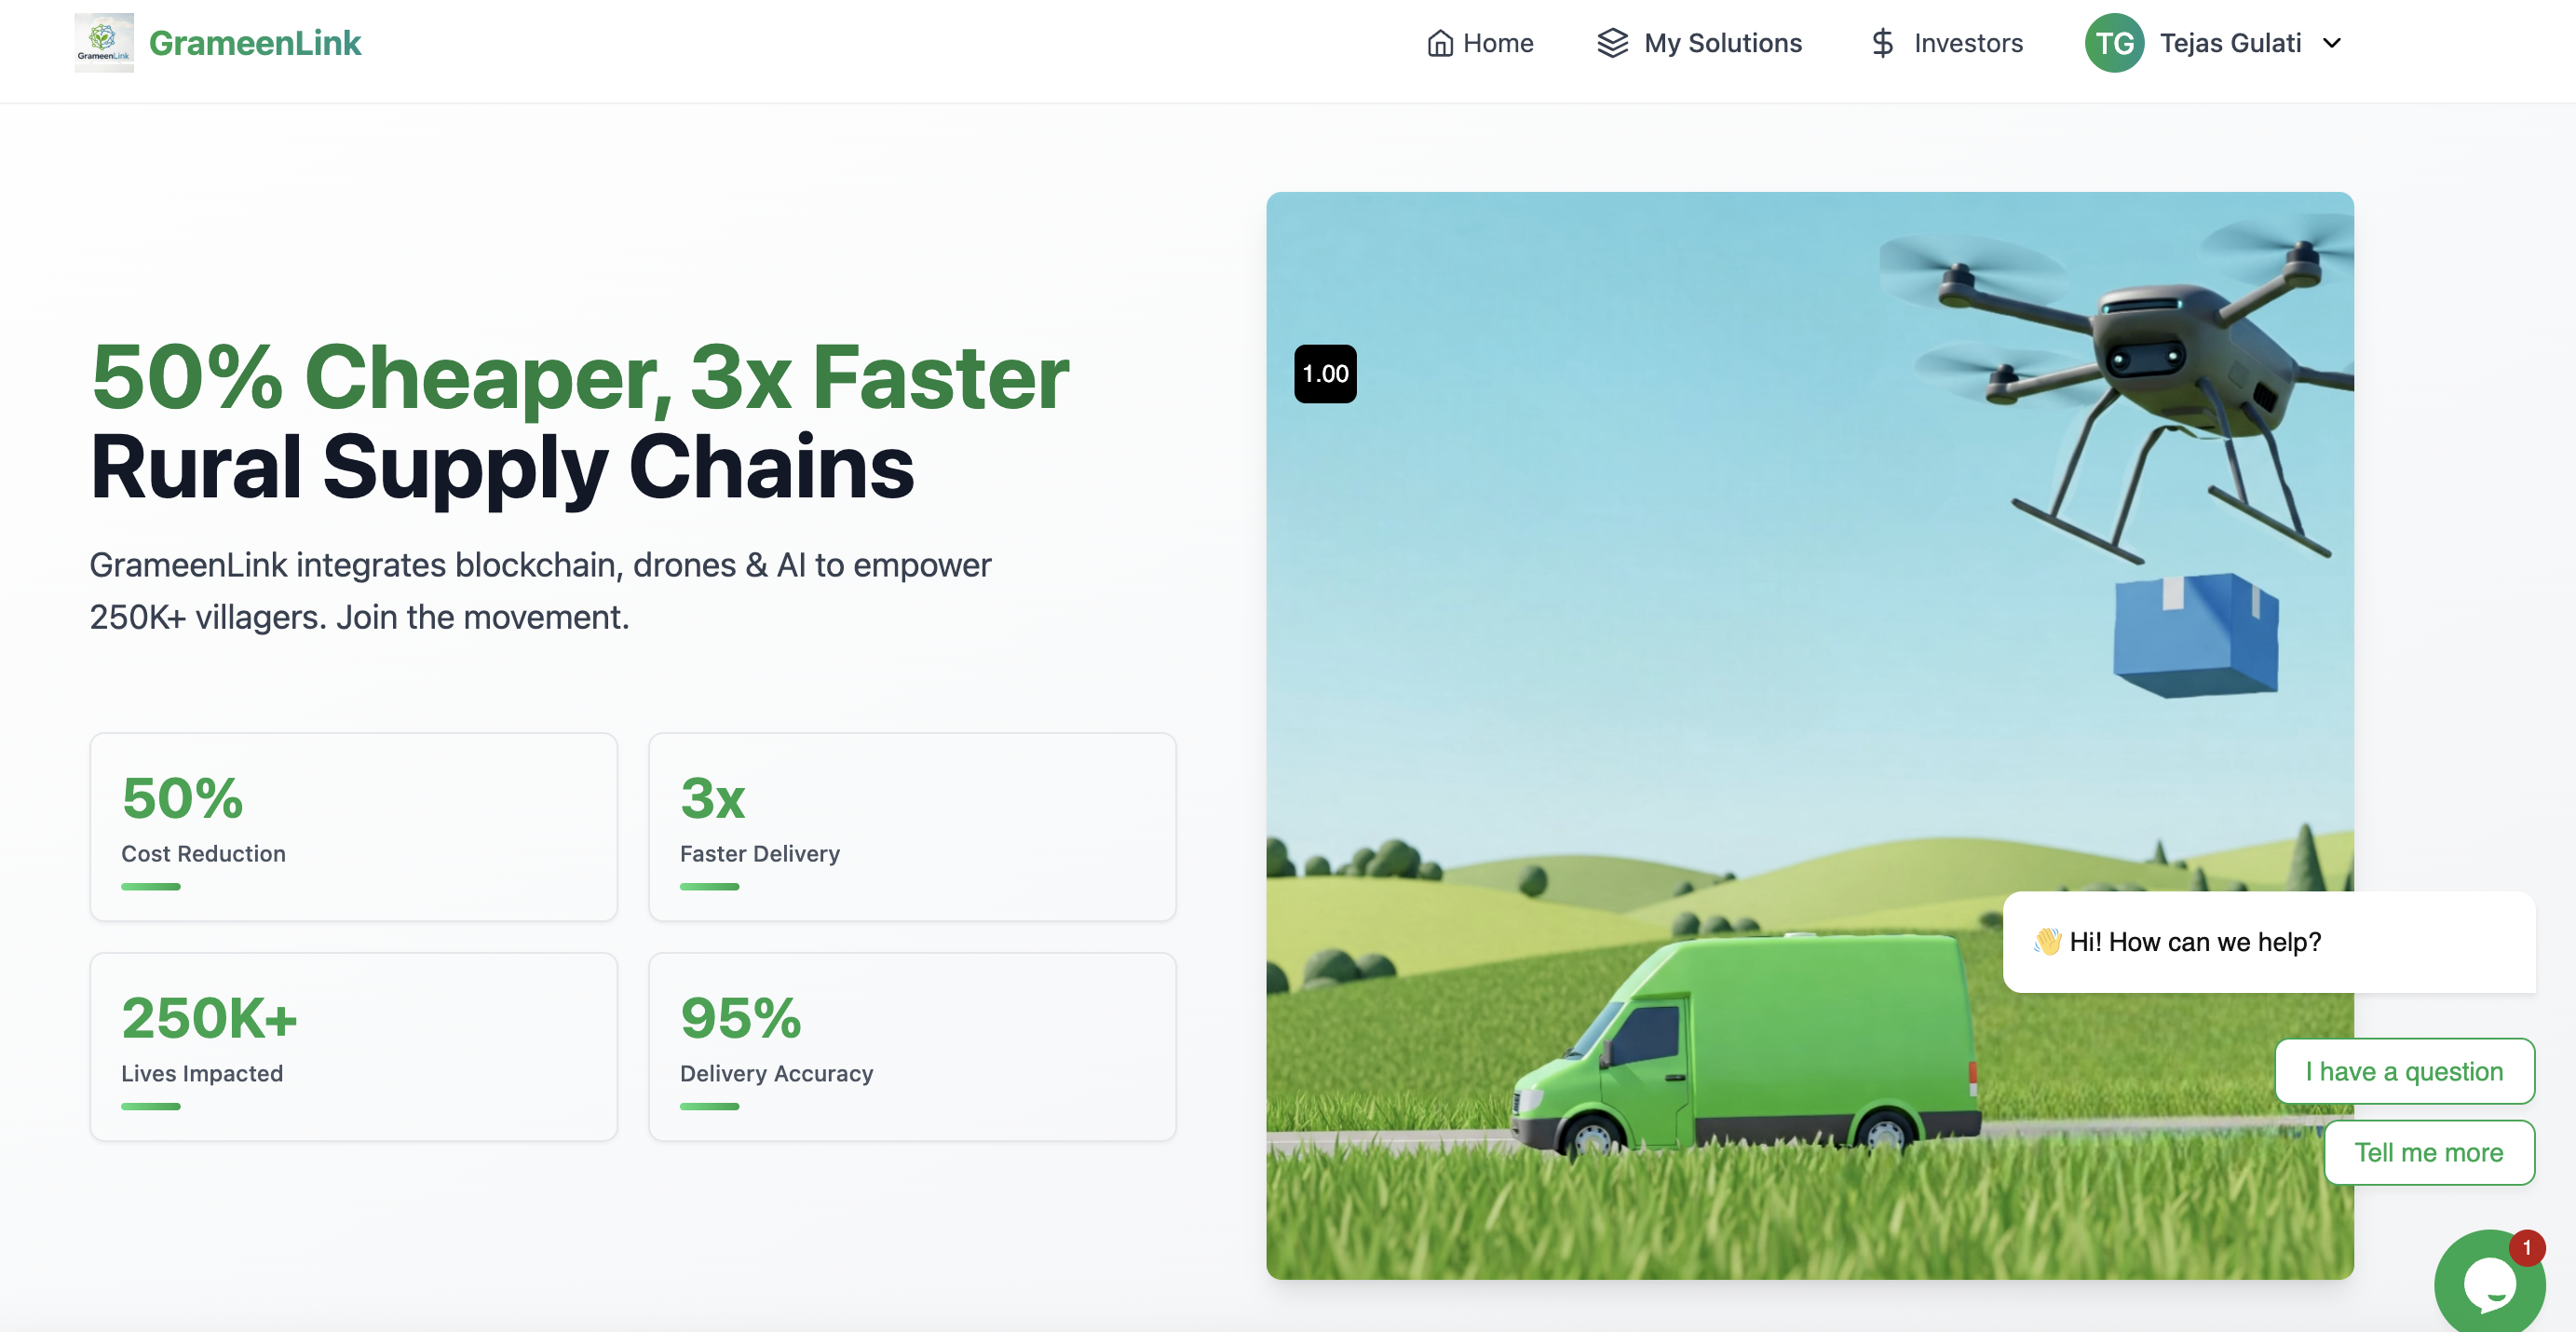 GrameenLink
GrameenLink
Home
My Solutions
Investors
TG
Tejas Gulati
50% Cheaper, 3x Faster
Rural Supply Chains
GrameenLink integrates blockchain, drones & AI to empower
250K+ villagers. Join the movement.
50%
Cost Reduction
3x
Faster Delivery
250K+
Lives Impacted
95%
Delivery Accuracy
1.00
👋 Hi! How can we help?
I have a question
Tell me more
1